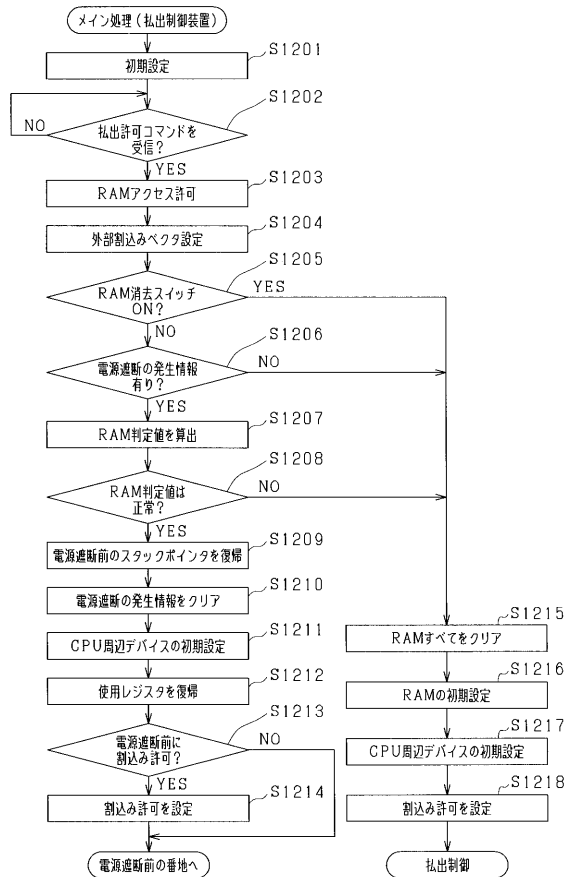 メイン処理(払出制御装置)
S1201
初期設定
S1202
払出許可コマンドを
受信?
NO
YES
S1203
RAMアクセス許可
S1204
外部割込みベクタ設定
S1205
RAM消去スイッチ
ON?
YES
NO
S1206
電源遮断の発生情報
有り?
NO
YES
S1207
RAM判定値を算出
S1208
RAM判定値は
正常?
NO
YES
S1209
電源遮断前のスタックポインタを復帰
S1210
電源遮断の発生情報をクリア
S1211
CPU周辺デバイスの初期設定
S1212
使用レジスタを復帰
S1213
電源遮断前に
割込み許可?
NO
YES
S1214
割込み許可を設定
電源遮断前の番地へ
S1215
RAMすべてをクリア
S1216
RAMの初期設定
S1217
CPU周辺デバイスの初期設定
S1218
割込み許可を設定
払出制御